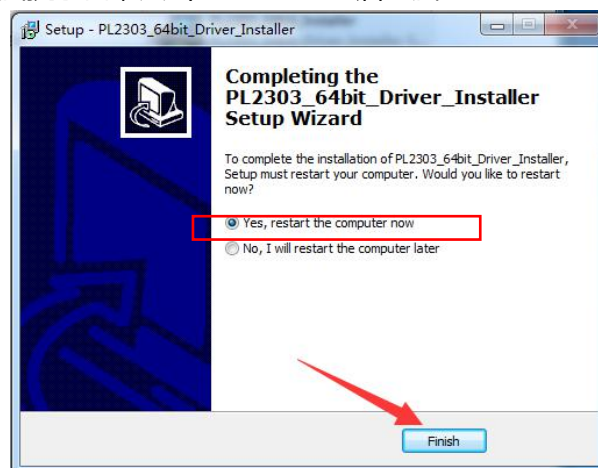 Setup - PL2303_64bit_Driver_Installer
Completing the
PL2303_64bit_Driver_Installer
Setup Wizard
To complete the installation of PL2303_64bit_Driver_Installer,
Setup must restart your computer. Would you like to restart
now?
Yes, restart the computer now
No, I will restart the computer later
Finish